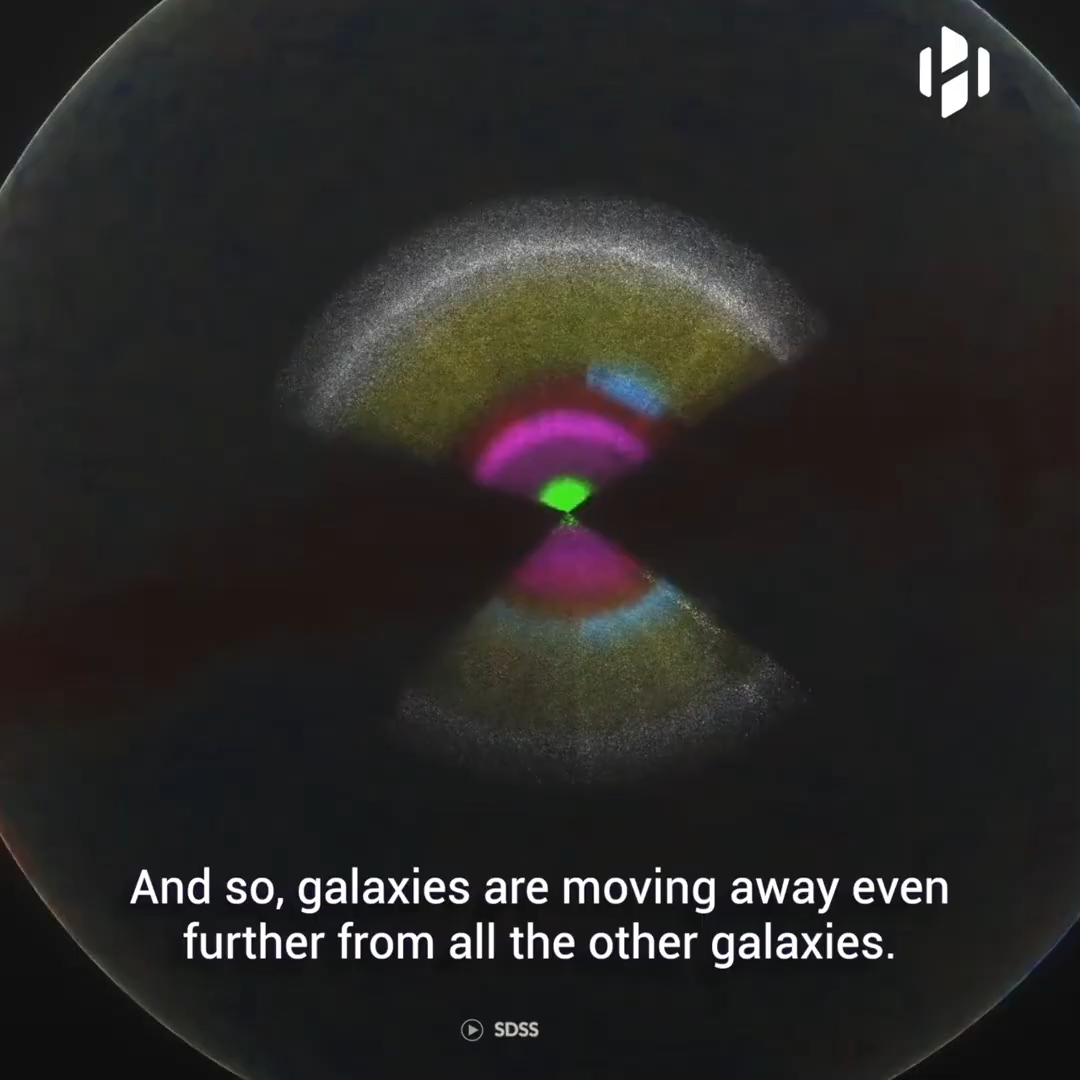 And so, galaxies are moving away even
further from all the other galaxies.
SDSS